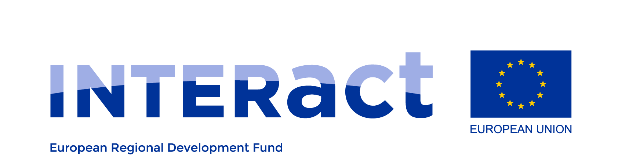 INTERact
EUROPEAN UNION
European Regional Development Fund